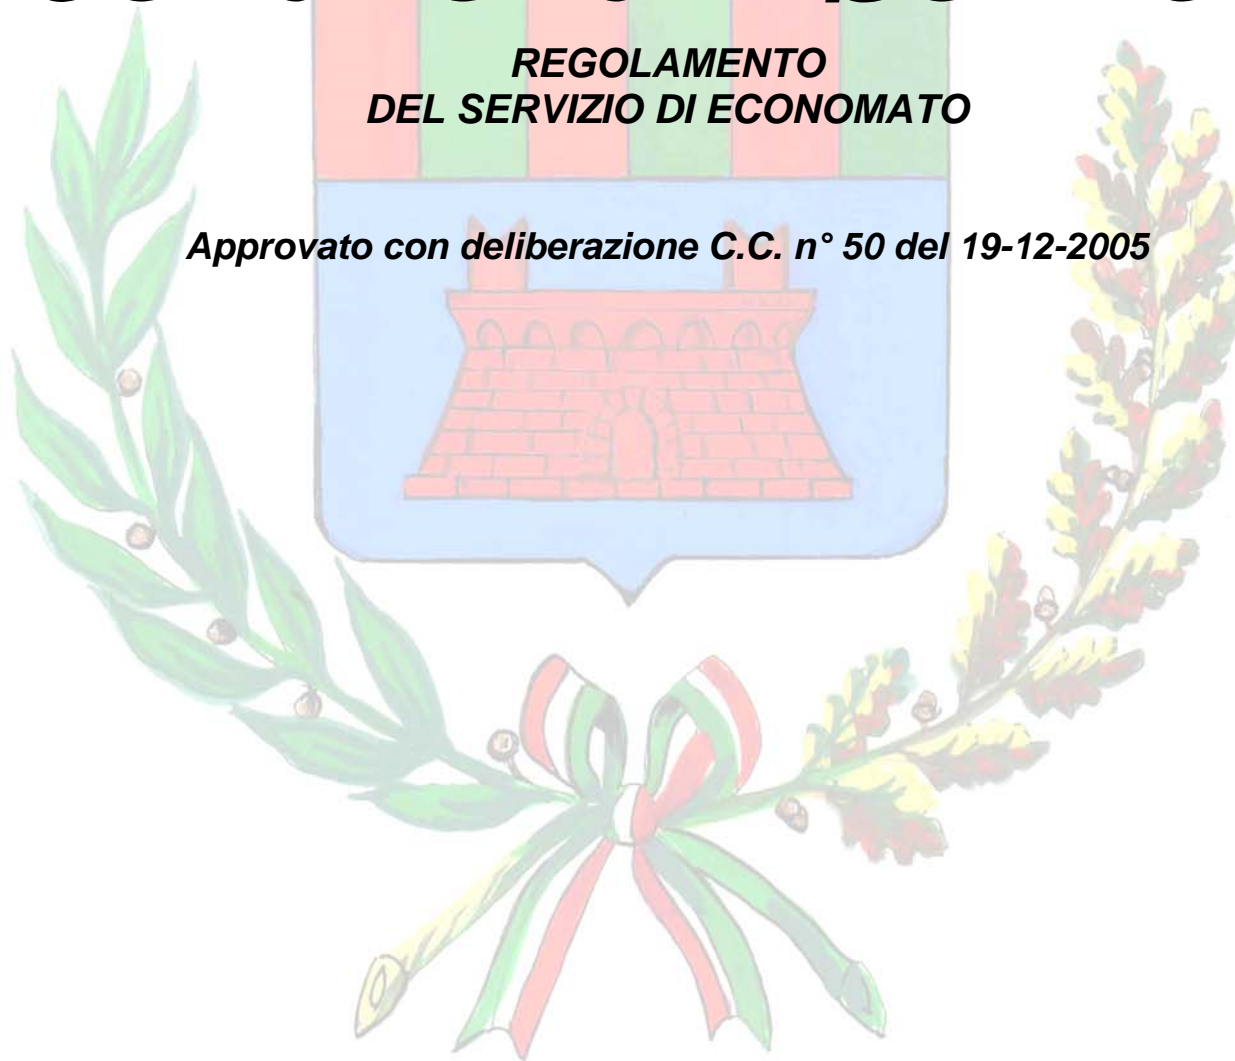 REGOLAMENTO
DEL SERVIZIO DI ECONOMATO
Approvato con deliberazione C.C. n° 50 del 19-12-2005